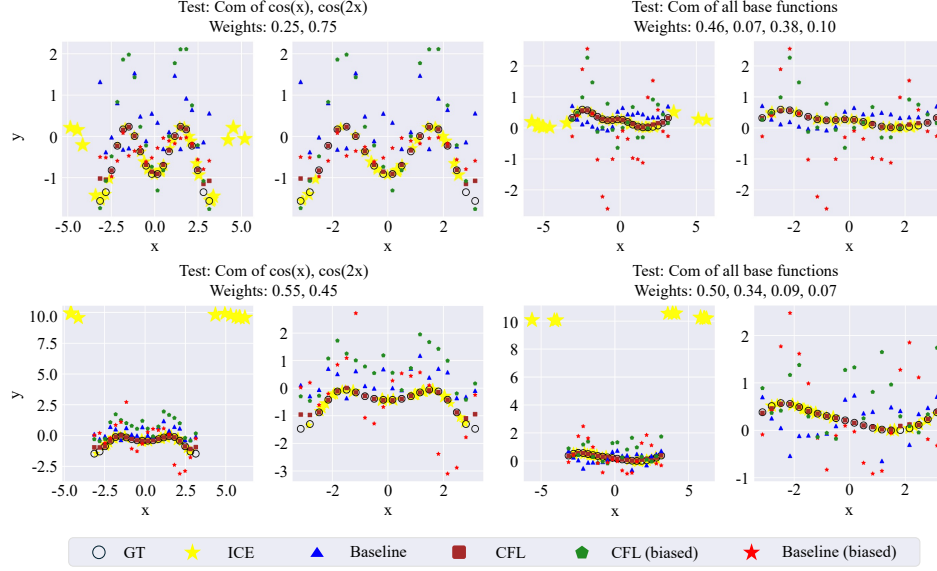 Test: Com of cos(x), cos(2x)
Weights: 0.25, 0.75
Test: Com of all base functions
Weights: 0.46, 0.07, 0.38, 0.10
y
2
1
0
-1
-5.0
-2.5
0.0
2.5
5.0
x
2
1
0
-1
-2
0
2
x
2
1
0
-1
-2
-5
0
5
x
2
1
0
1
-2
-2
0
2
x
Test: Com of cos(x), cos(2x)
Weights: 0.55, 0.45
Test: Com of all base functions
Weights: 0.50, 0.34, 0.09, 0.07
y
10.0
7.5
5.0
2.5
0.0
-2.5
-5.0
-2.5
0.0
2.5
5.0
x
2
1
0
-1
-2
3
-2
0
2
x
10
8
6
4
2
0
-5
0
5
x
2
1
0
-1
-2
0
2
x
GT
ICE
Baseline
CFL
CFL (biased)
Baseline (biased)